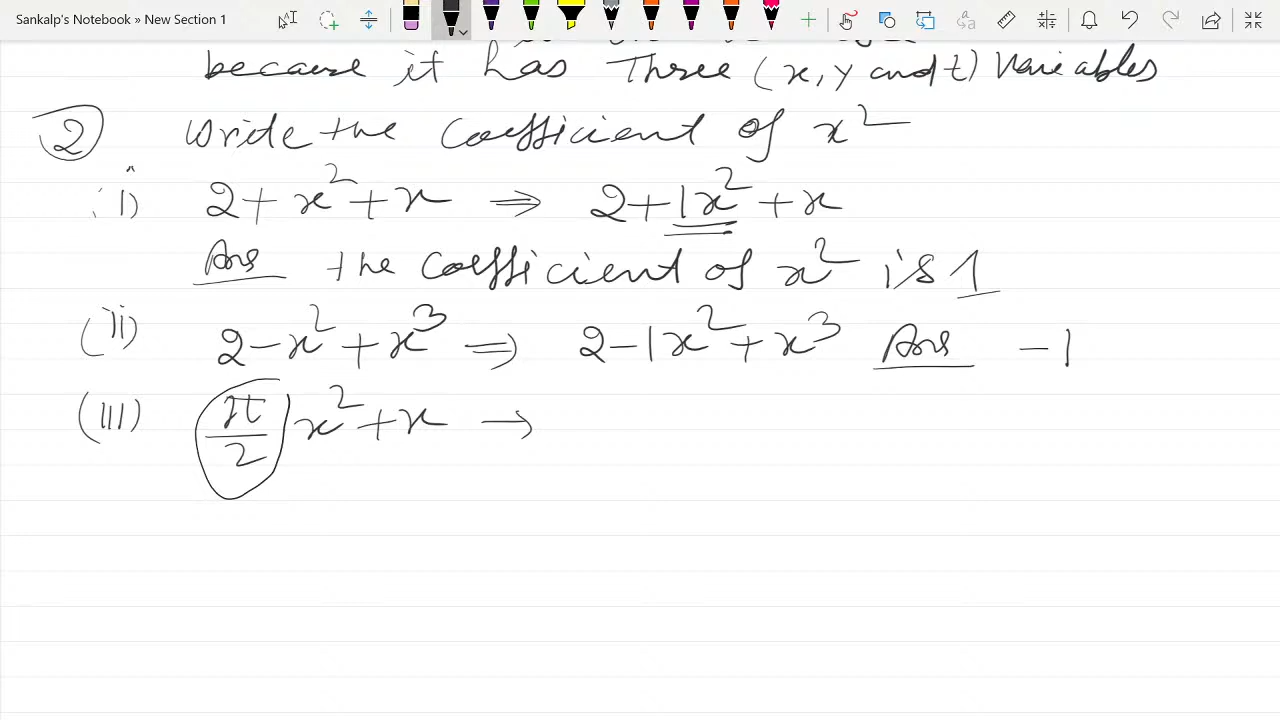 Sankalp's Notebook » New Section 1
because it has Three (x, y and t) Variables
2 Write the coefficient of x²
i) 2+x²+x ⇒ 2+1x²+x
Ans the coefficient of x² is 1
(ii) 2-x²+x³ ⇒ 2-1x²+x³ Ans -1
(iii) π/2 x²+x →